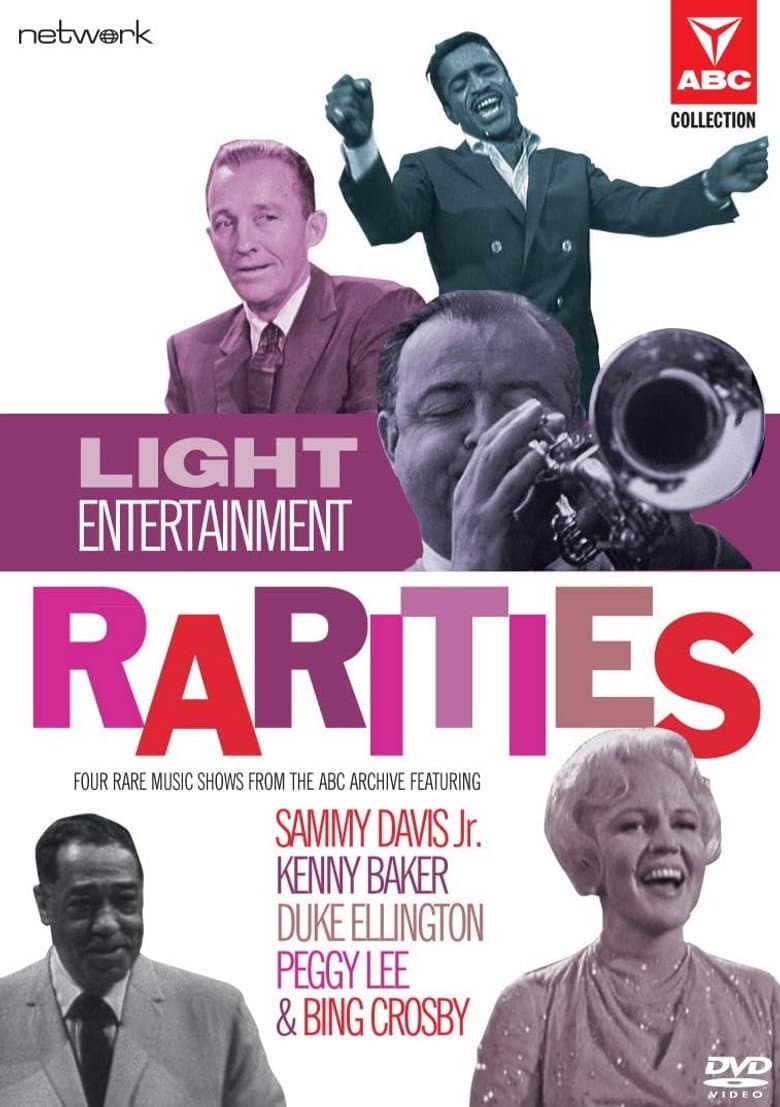 network
ABC
COLLECTION
LIGHT
ENTERTAINMENT
RARITIES
FOUR RARE MUSIC SHOWS FROM THE ABC ARCHIVE FEATURING
SAMMY DAVIS Jr.
KENNY BAKER
DUKE ELLINGTON
PEGGY LEE
& BING CROSBY
DVD
VIDEO